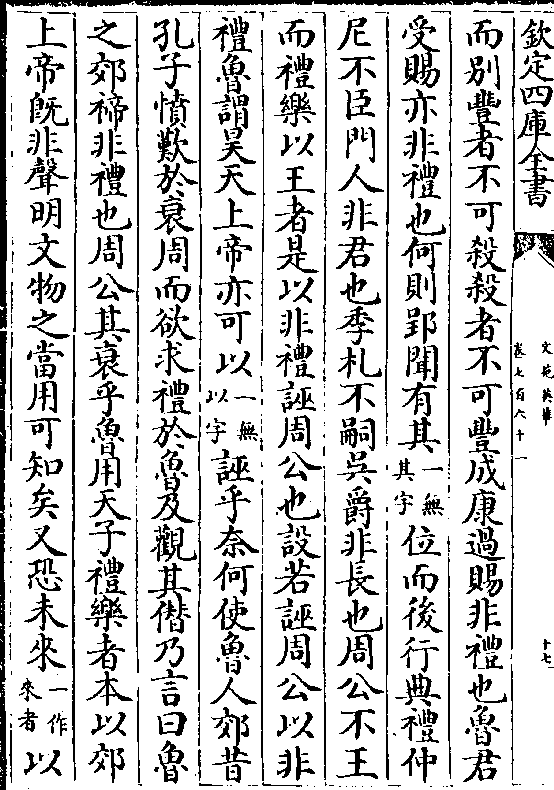 欽定四庫全書
文苑英華
卷七百六十一
十七
而別豐者不可殺殺者不可豐成康過賜非禮也魯君
受賜亦非禮也何則郢聞有其一無其字位而後行典禮仲
尼不臣門人非君也季札不嗣吳爵非長也周公不王
而禮樂以王者是以非禮誣周公也設若誣周公以非
禮魯謂昊天上帝亦可以一無以字誣乎奈何使魯人郊昔
孔子憤歎於衰周而欲求禮於魯及觀其僭乃言曰魯
之郊禘非禮也周公其衰乎魯用天子禮樂者本以郊
上帝旣非聲明文物之當用可知矣又恐未來一作來者以